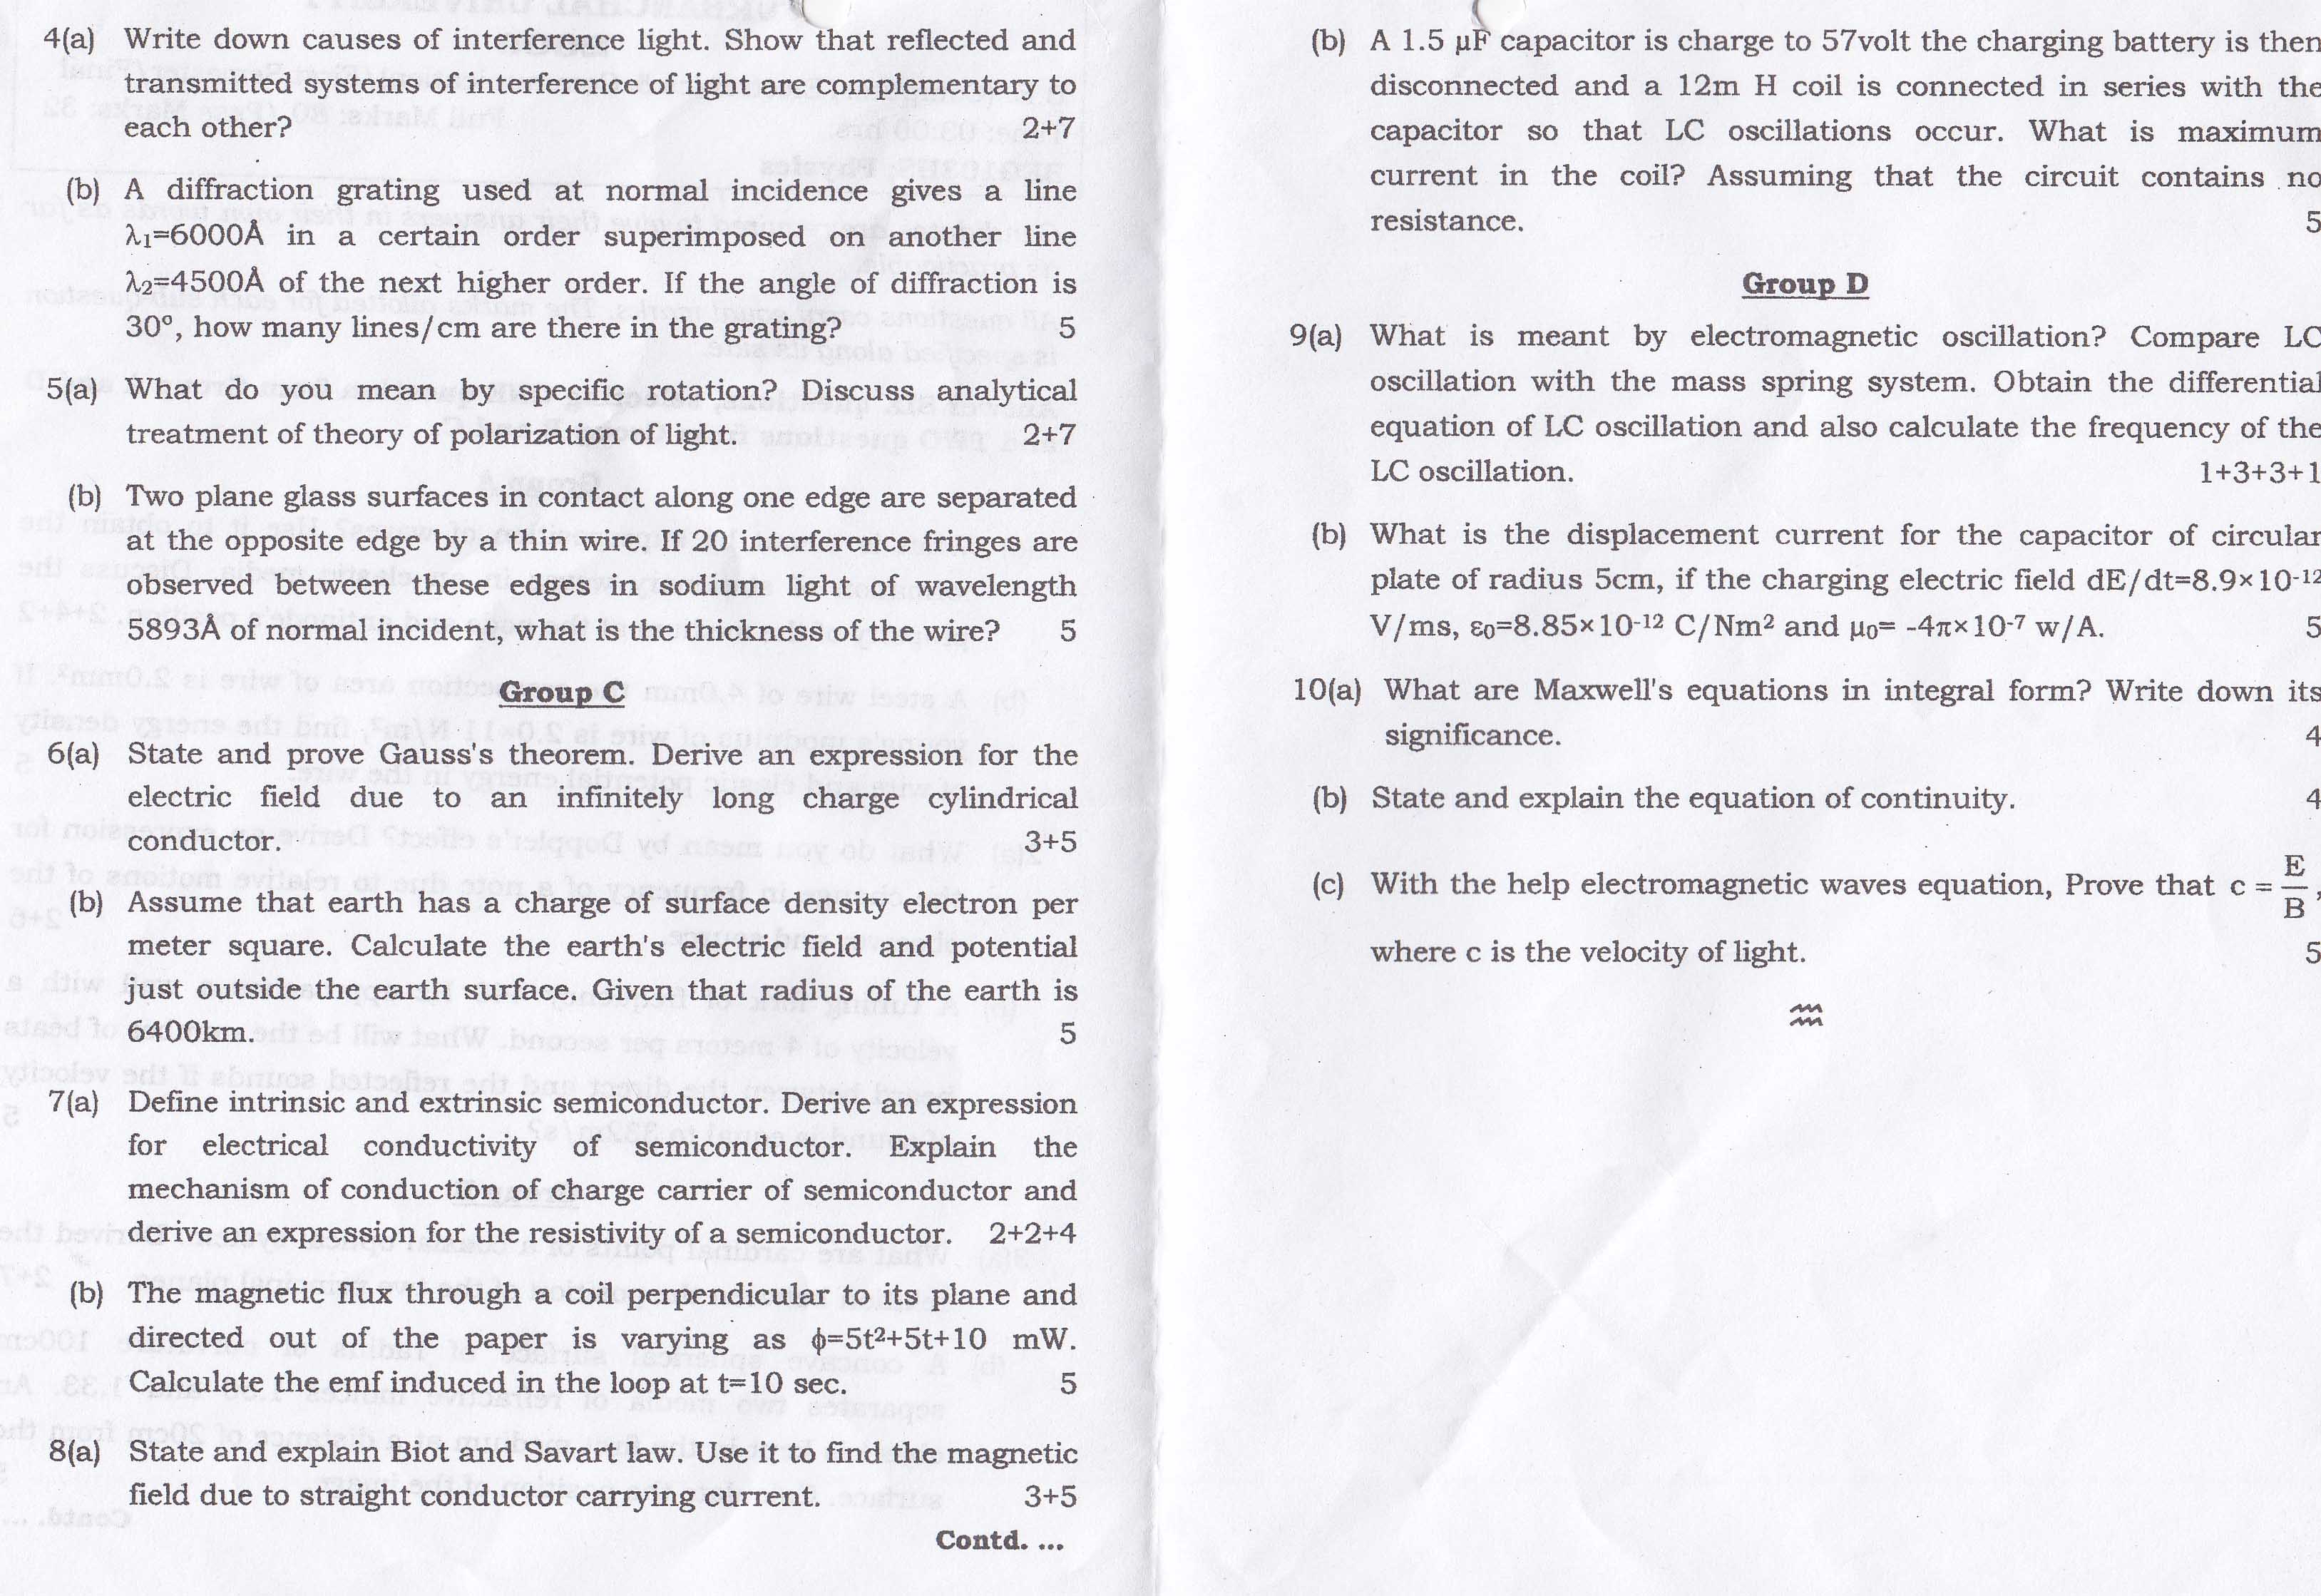 4(a) Write down causes of interference light. Show that reflected and
transmitted systems of interference of light are complementary to
each other? 2+7
(b) A diffraction grating used at normal incidence gives a line
λ1=6000Å in a certain order superimposed on another line
λ2=4500Å of the next higher order. If the angle of diffraction is
30°, how many lines/cm are there in the grating? 5
5(a) What do you mean by specific rotation? Discuss analytical
treatment of theory of polarization of light. 2+7
(b) Two plane glass surfaces in contact along one edge are separated
at the opposite edge by a thin wire. If 20 interference fringes are
observed between these edges in sodium light of wavelength
5893Å of normal incident, what is the thickness of the wire? 5
Group C
6(a) State and prove Gauss's theorem. Derive an expression for the
electric field due to an infinitely long charge cylindrical
conductor. 3+5
(b) Assume that earth has a charge of surface density electron per
meter square. Calculate the earth's electric field and potential
just outside the earth surface. Given that radius of the earth is
6400km. 5
7(a) Define intrinsic and extrinsic semiconductor. Derive an expression
for electrical conductivity of semiconductor. Explain the
mechanism of conduction of charge carrier of semiconductor and
derive an expression for the resistivity of a semiconductor. 2+2+4
(b) The magnetic flux through a coil perpendicular to its plane and
directed out of the paper is varying as ϕ=5t²+5t+10 mW.
Calculate the emf induced in the loop at t=10 sec. 5
8(a) State and explain Biot and Savart law. Use it to find the magnetic
field due to straight conductor carrying current. 3+5
Contd. ...
(b) A 1.5 µF capacitor is charge to 57volt the charging battery is then
disconnected and a 12m H coil is connected in series with the
capacitor so that LC oscillations occur. What is maximum
current in the coil? Assuming that the circuit contains no
resistance. 5
Group D
9(a) What is meant by electromagnetic oscillation? Compare LC
oscillation with the mass spring system. Obtain the differential
equation of LC oscillation and also calculate the frequency of the
LC oscillation. 1+3+3+1
(b) What is the displacement current for the capacitor of circular
plate of radius 5cm, if the charging electric field dE/dt=8.9×10⁻¹²
V/ms, ε0=8.85×10⁻¹² C/Nm² and µ0= -4π×10⁻⁷ w/A. 5
10(a) What are Maxwell's equations in integral form? Write down its
significance. 4
(b) State and explain the equation of continuity. 4
(c) With the help electromagnetic waves equation, Prove that c = E/B,
where c is the velocity of light. 5